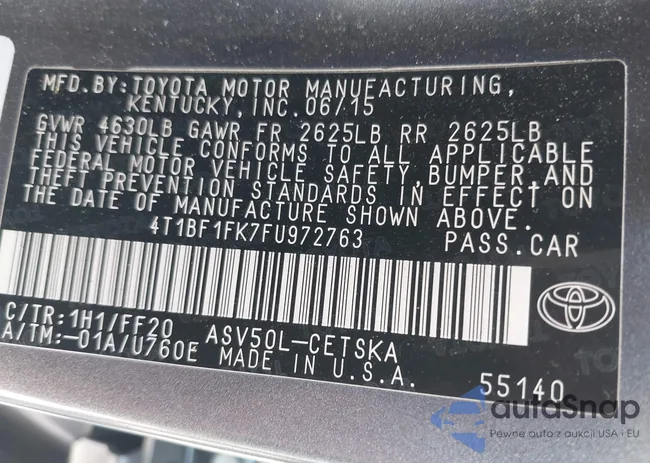 MFD.BY:TOYOTA MOTOR MANUFACTURING,
KENTUCKY, INC. 06/15
GVWR 4630LB GAWR FR 2625LB RR 2625LB
THIS VEHICLE CONFORMS TO ALL APPLICABLE
FEDERAL MOTOR VEHICLE SAFETY,BUMPER,AND
THEFT PREVENTION STANDARDS IN EFFECT ON
THE DATE OF MANUFACTURE SHOWN ABOVE.
4T1BF1FK7FU972763 PASS.CAR
C/TR:1H1/FF20 ASV50L-CETSKA
A/TM:-01A/U760E MADE IN U.S.A.
55140
autoSnap
Pewne auto z aukcji USA i EU